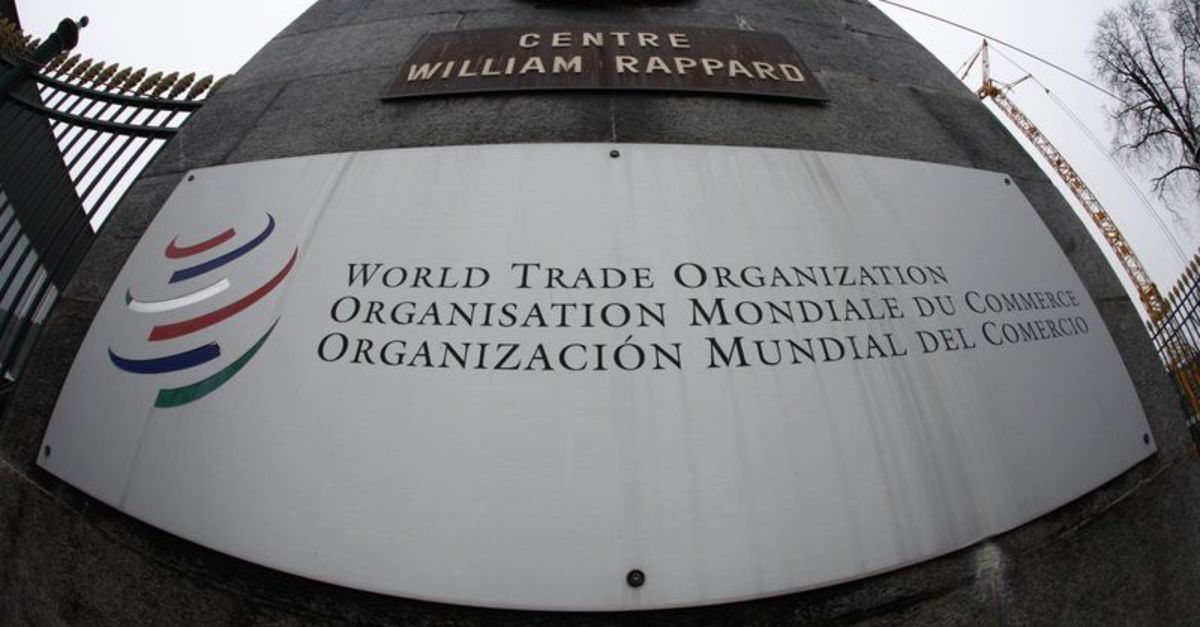 CENTRE
WILLIAM RAPPARD
WORLD TRADE ORGANIZATION
ORGANISATION MONDIALE DU COMMERCE
ORGANIZACIÓN MUNDIAL DEL COMERCIO